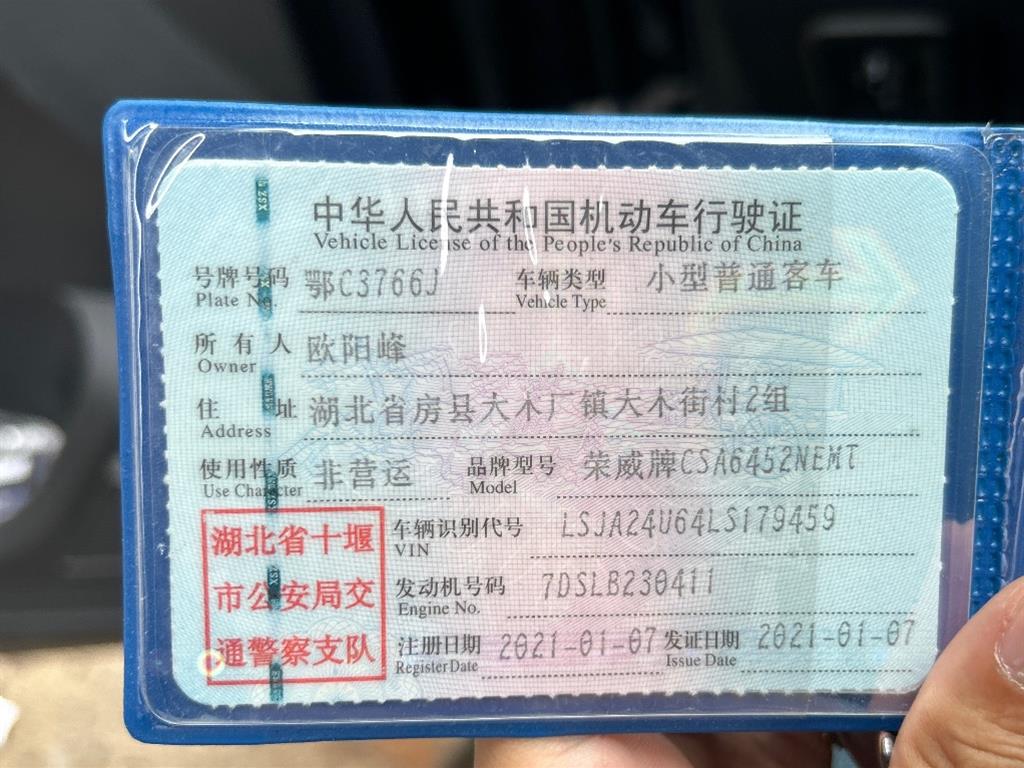 中华人民共和国机动车行驶证
Vehicle License of the People's Republic of China
号牌号码 鄂C3766J 车辆类型 小型普通客车
Plate No. Vehicle Type
所有人 欧阳峰
Owner
住址 湖北省房县大木厂镇大木街村2组
Address
使用性质 非营运 品牌型号 荣威牌CSA6452NEMT
Use Character Model
湖北省十堰
市公安局交
通警察支队
车辆识别代号 LSJA24U64LS179459
VIN
发动机号码 7DSLB230411
Engine No.
注册日期 2021-01-07 发证日期 2021-01-07
Register Date Issue Date